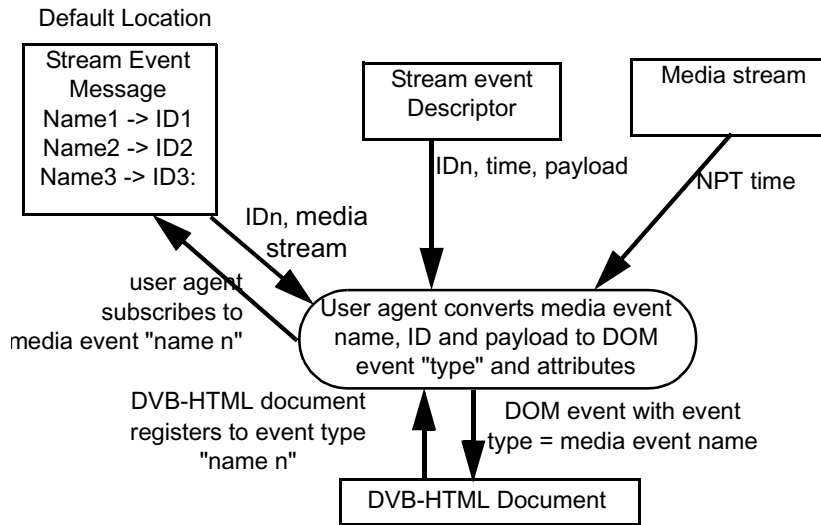 Default Location
Stream Event
Message
Name1 -> ID1
Name2 -> ID2
Name3 -> ID3:
Stream event
Descriptor
Media stream
IDn, time, payload
NPT time
IDn, media
stream
user agent
subscribes to
media event "name n"
User agent converts media event
name, ID and payload to DOM
event "type" and attributes
DVB-HTML document
registers to event type
"name n"
DOM event with event
type = media event name
DVB-HTML Document